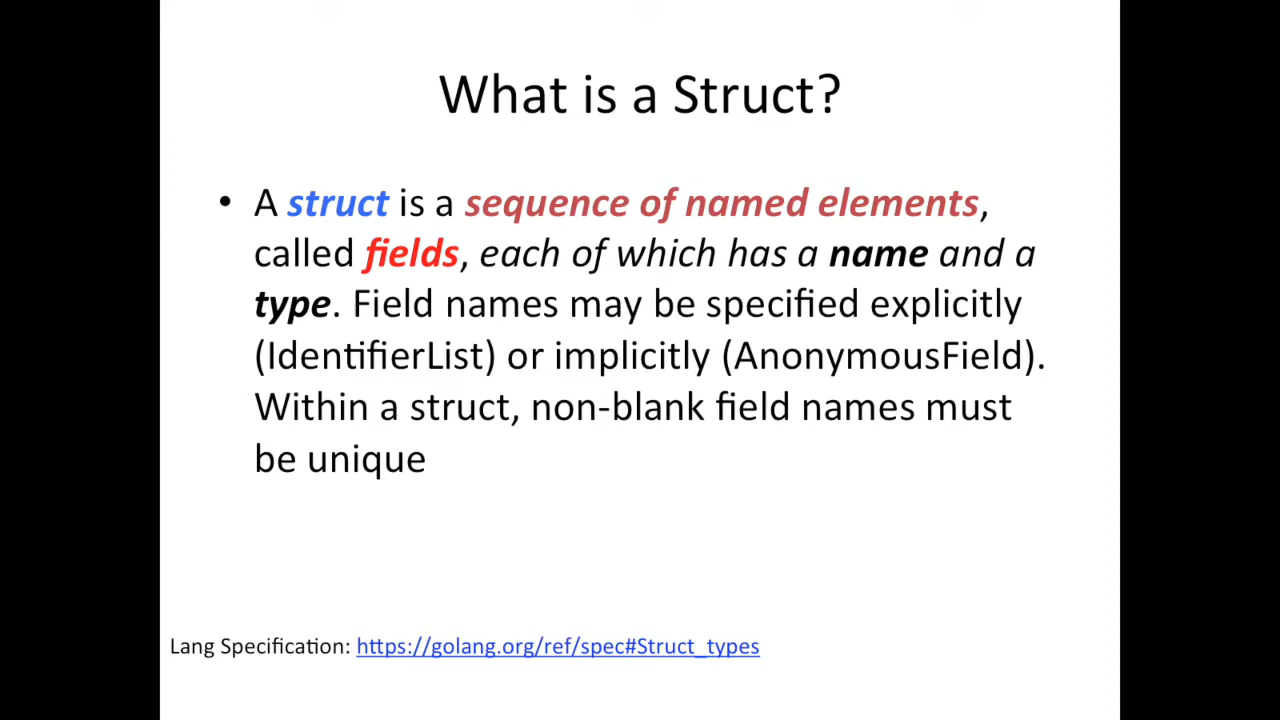 What is a Struct?
• A struct is a sequence of named elements,
called fields, each of which has a name and a
type. Field names may be specified explicitly
(IdentifierList) or implicitly (AnonymousField).
Within a struct, non-blank field names must
be unique
Lang Specification: https://golang.org/ref/spec#Struct_types